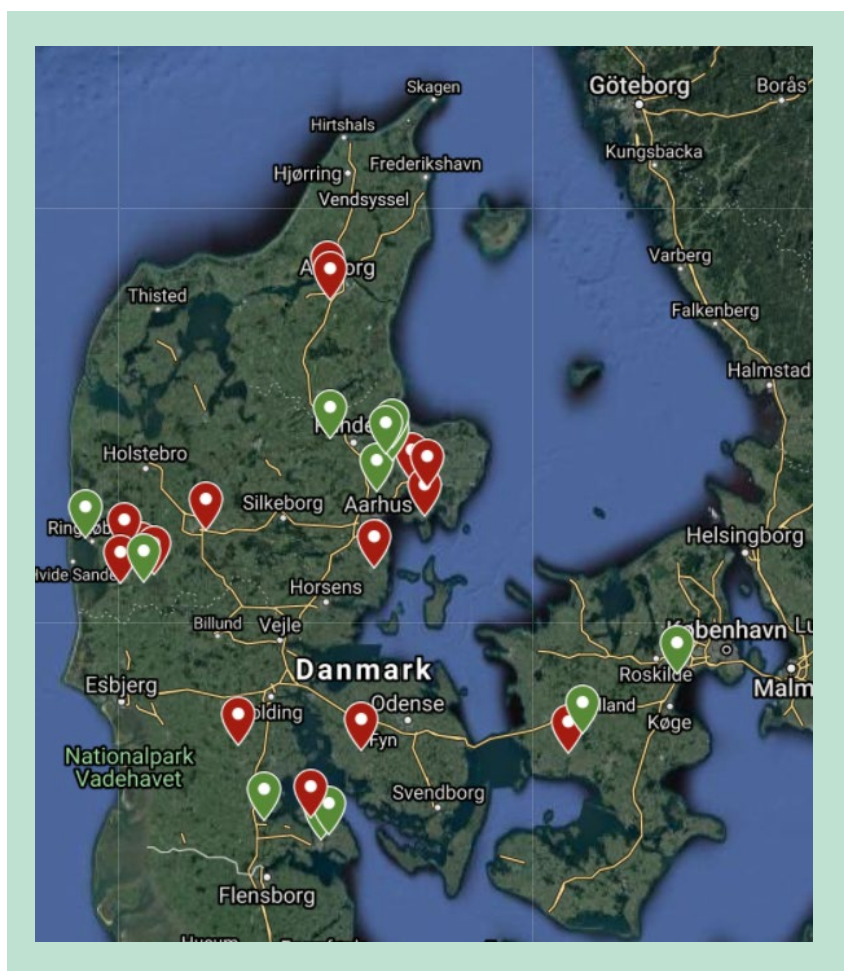 Skagen
Göteborg
Borås
Hirtshals
Kungsbacka
Hjørring
Frederikshavn
Vendsyssel
Varberg
Thisted
Falkenberg
Halmstad
Holstebro
Silkeborg
Aarhus
Helsingborg
Horsens
Billund
Vejle
København
Danmark
Roskilde
Esbjerg
Odense
Køge
Fyn
Nationalpark
Vadehavet
Svendborg
Flensborg